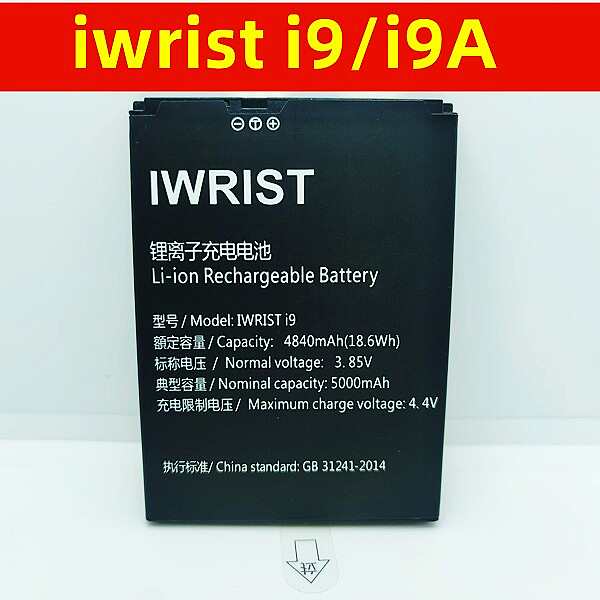 iwrist i9/i9A
⊖ Ⓣ ⊕
IWRIST
锂离子充电电池
Li-ion Rechargeable Battery
型号/ Model: IWRIST i9
額定容量/ Capacity: 4840mAh(18.6Wh)
标称电压/ Normal voltage: 3.85V
典型容量/ Nominal capacity: 5000mAh
充电限制电压/ Maximum charge voltage: 4.4V
执行标准/ China standard: GB 31241-2014